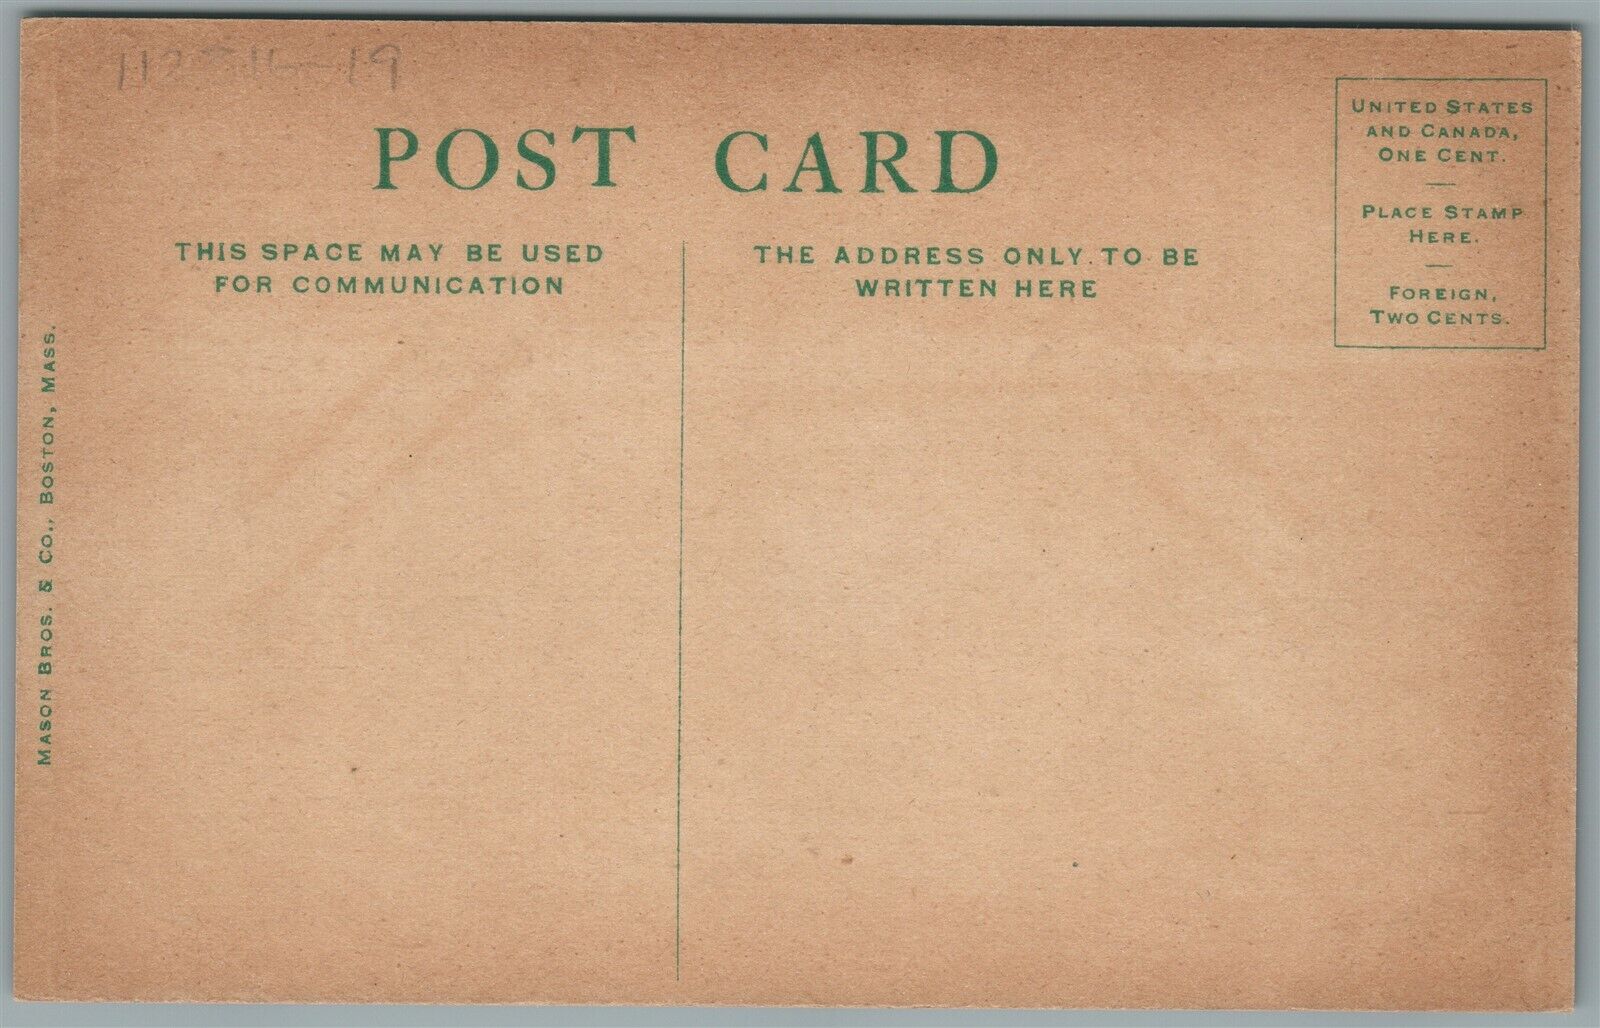 POST CARD
THIS SPACE MAY BE USED
FOR COMMUNICATION
THE ADDRESS ONLY TO BE
WRITTEN HERE
UNITED STATES
AND CANADA,
ONE CENT.
PLACE STAMP
HERE.
FOREIGN,
TWO CENTS.
MASON BROS. & CO., BOSTON, MASS.